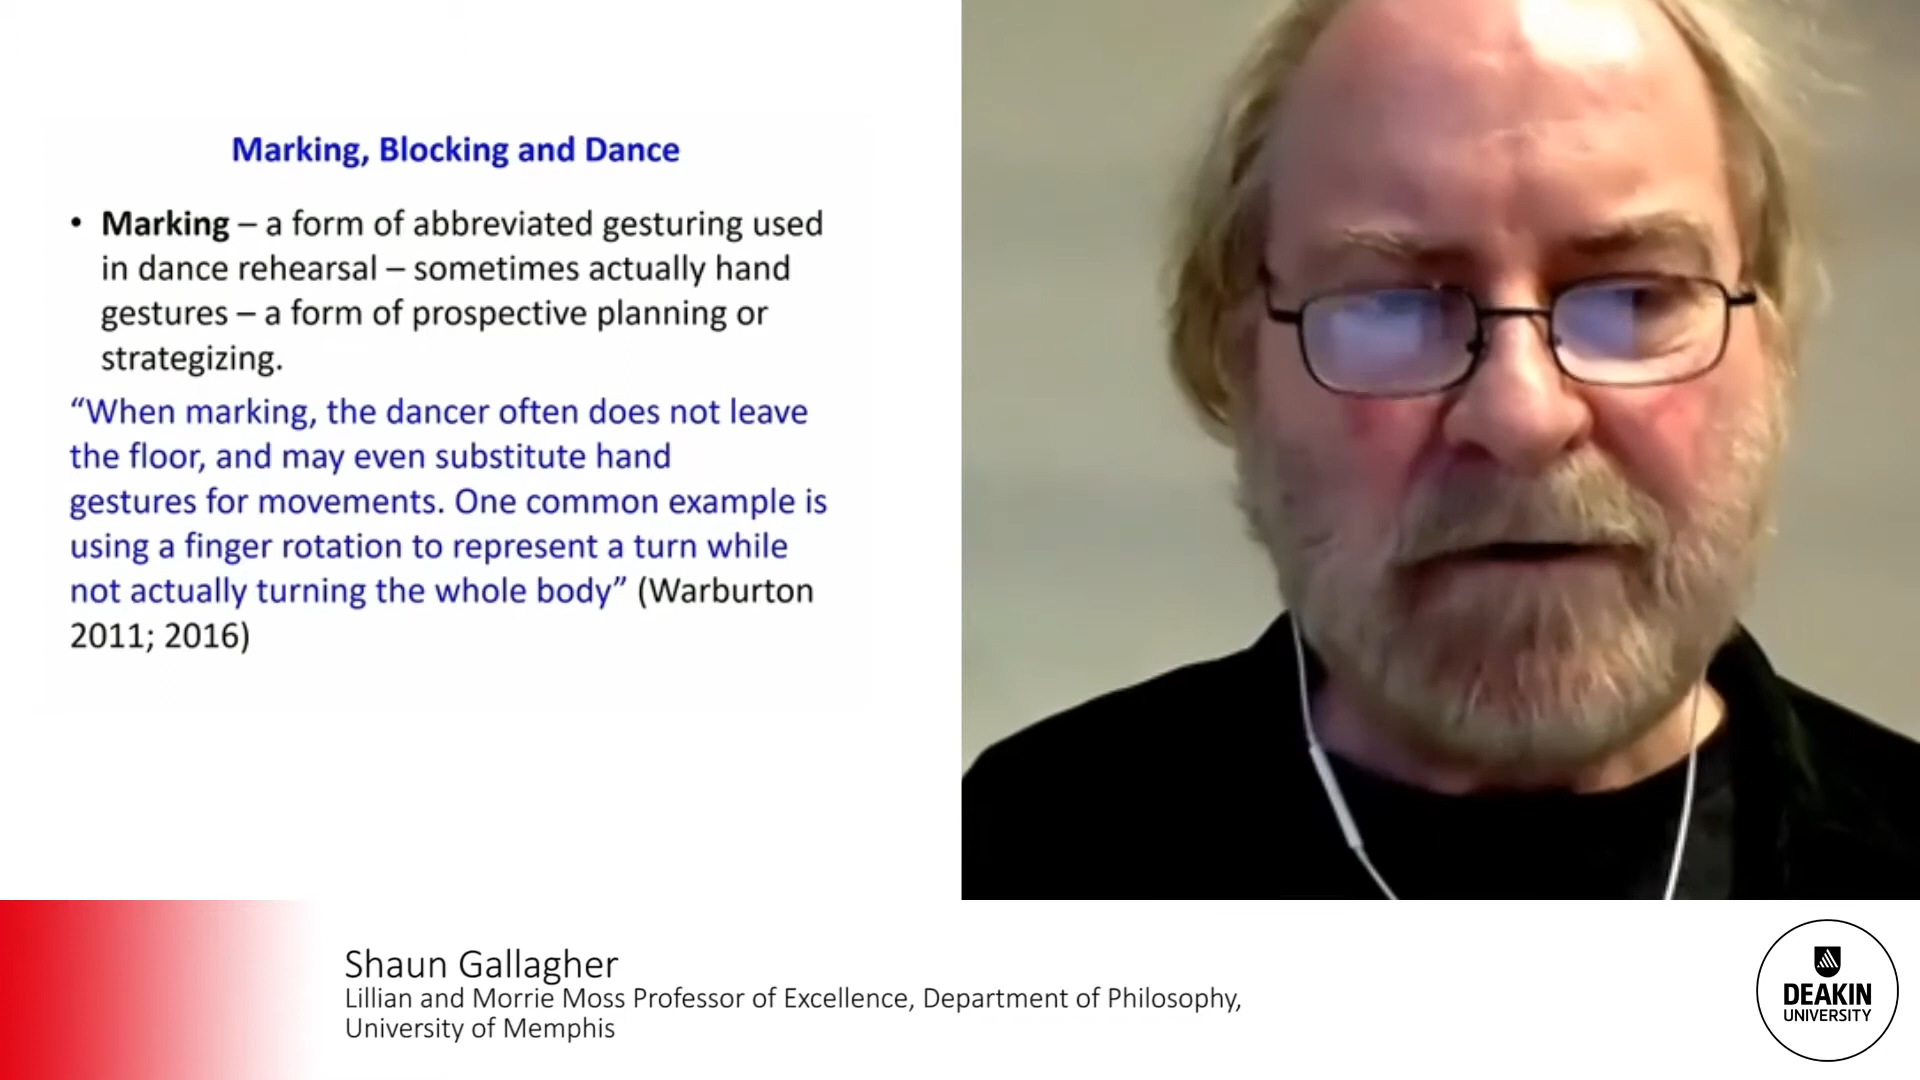 Marking, Blocking and Dance
• Marking – a form of abbreviated gesturing used
in dance rehearsal – sometimes actually hand
gestures – a form of prospective planning or
strategizing.
“When marking, the dancer often does not leave
the floor, and may even substitute hand
gestures for movements. One common example is
using a finger rotation to represent a turn while
not actually turning the whole body” (Warburton
2011; 2016)
Shaun Gallagher
Lillian and Morrie Moss Professor of Excellence, Department of Philosophy,
University of Memphis
DEAKIN
UNIVERSITY